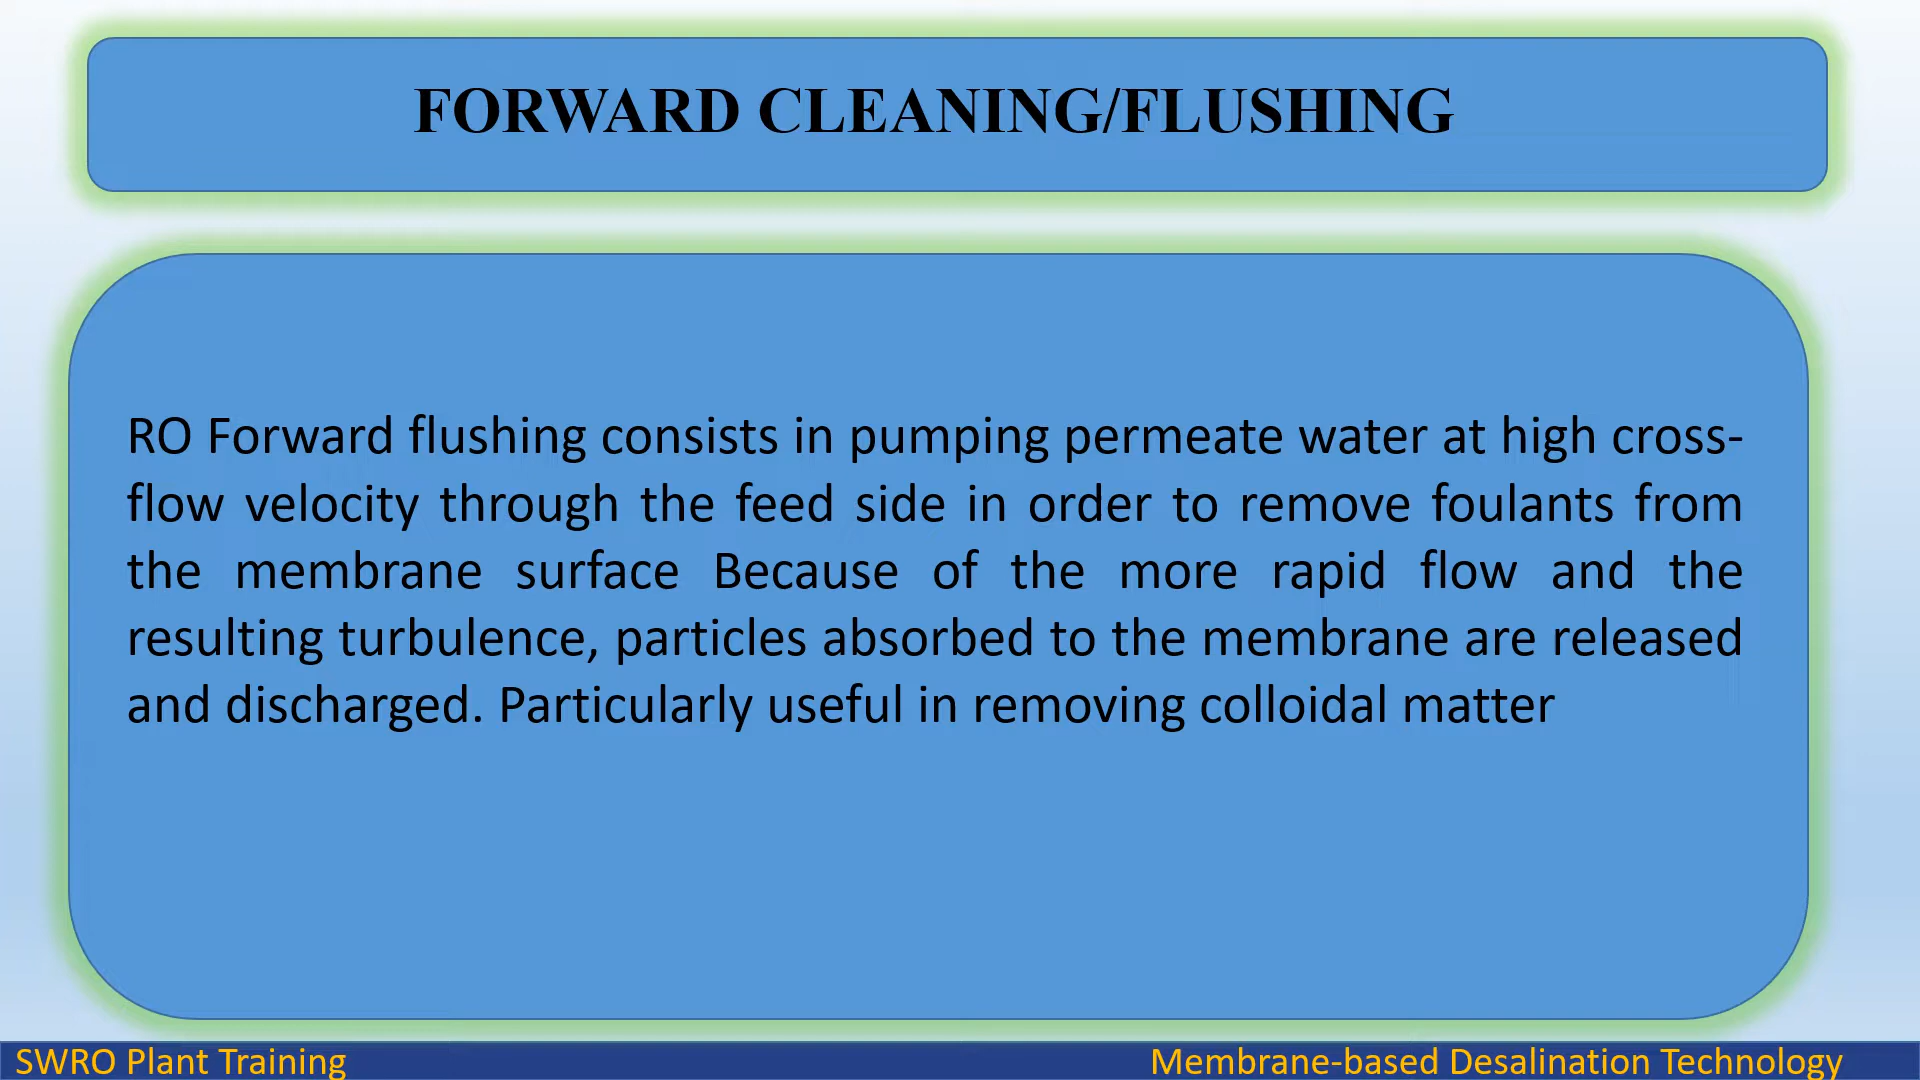 FORWARD CLEANING/FLUSHING
RO Forward flushing consists in pumping permeate water at high cross-
flow velocity through the feed side in order to remove foulants from
the membrane surface Because of the more rapid flow and the
resulting turbulence, particles absorbed to the membrane are released
and discharged. Particularly useful in removing colloidal matter
SWRO Plant Training
Membrane-based Desalination Technology